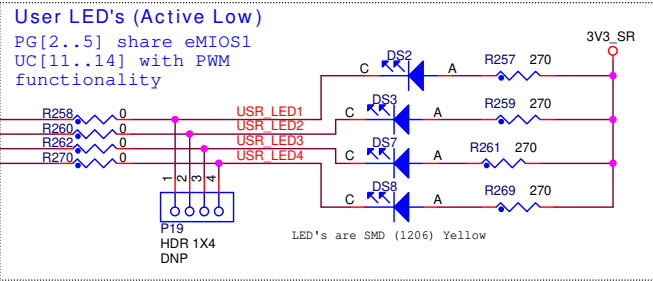 User LED's (Active Low)
PG[2..5] share eMIOS1
UC[11..14] with PWM
functionality
3V3_SR
C DS2 A R257 270
R258 0 USR_LED1
C DS3 A R259 270
R260 0 USR_LED2
R262 0 USR_LED3
C DS7 A R261 270
R270 0 USR_LED4
C DS8 A R269 270
1 2 3 4
P19
HDR 1X4
DNP
LED's are SMD (1206) Yellow